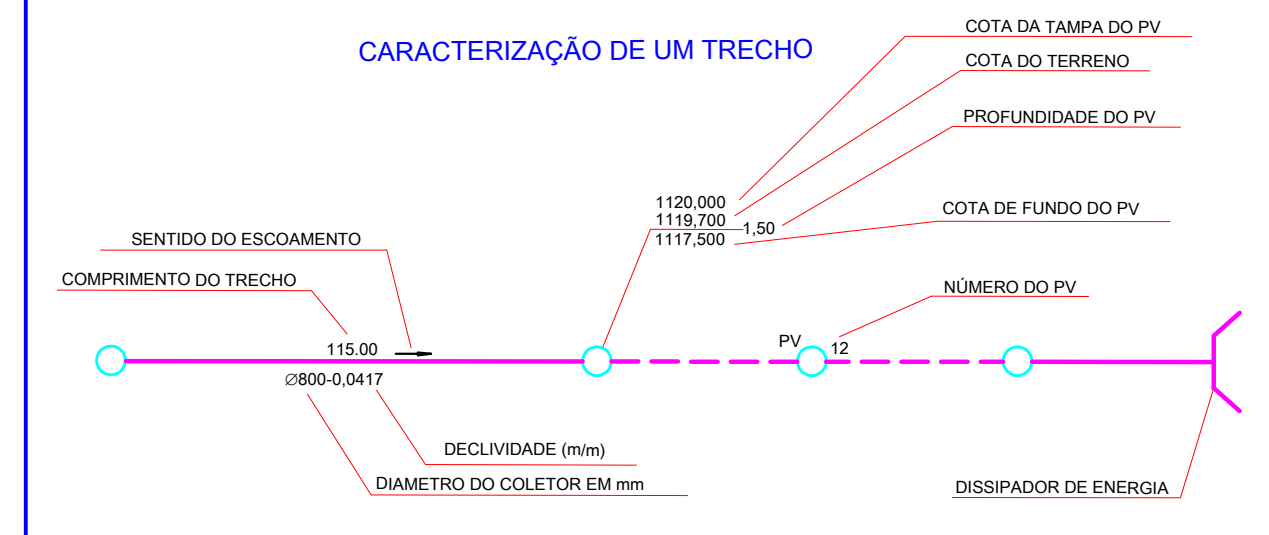 CARACTERIZAÇÃO DE UM TRECHO
COTA DA TAMPA DO PV
COTA DO TERRENO
PROFUNDIDADE DO PV
1120,000
1119,700
1,50
1117,500
COTA DE FUNDO DO PV
SENTIDO DO ESCOAMENTO
COMPRIMENTO DO TRECHO
NÚMERO DO PV
115.00
PV
12
∅800-0,0417
DECLIVIDADE (m/m)
DIAMETRO DO COLETOR EM mm
DISSIPADOR DE ENERGIA